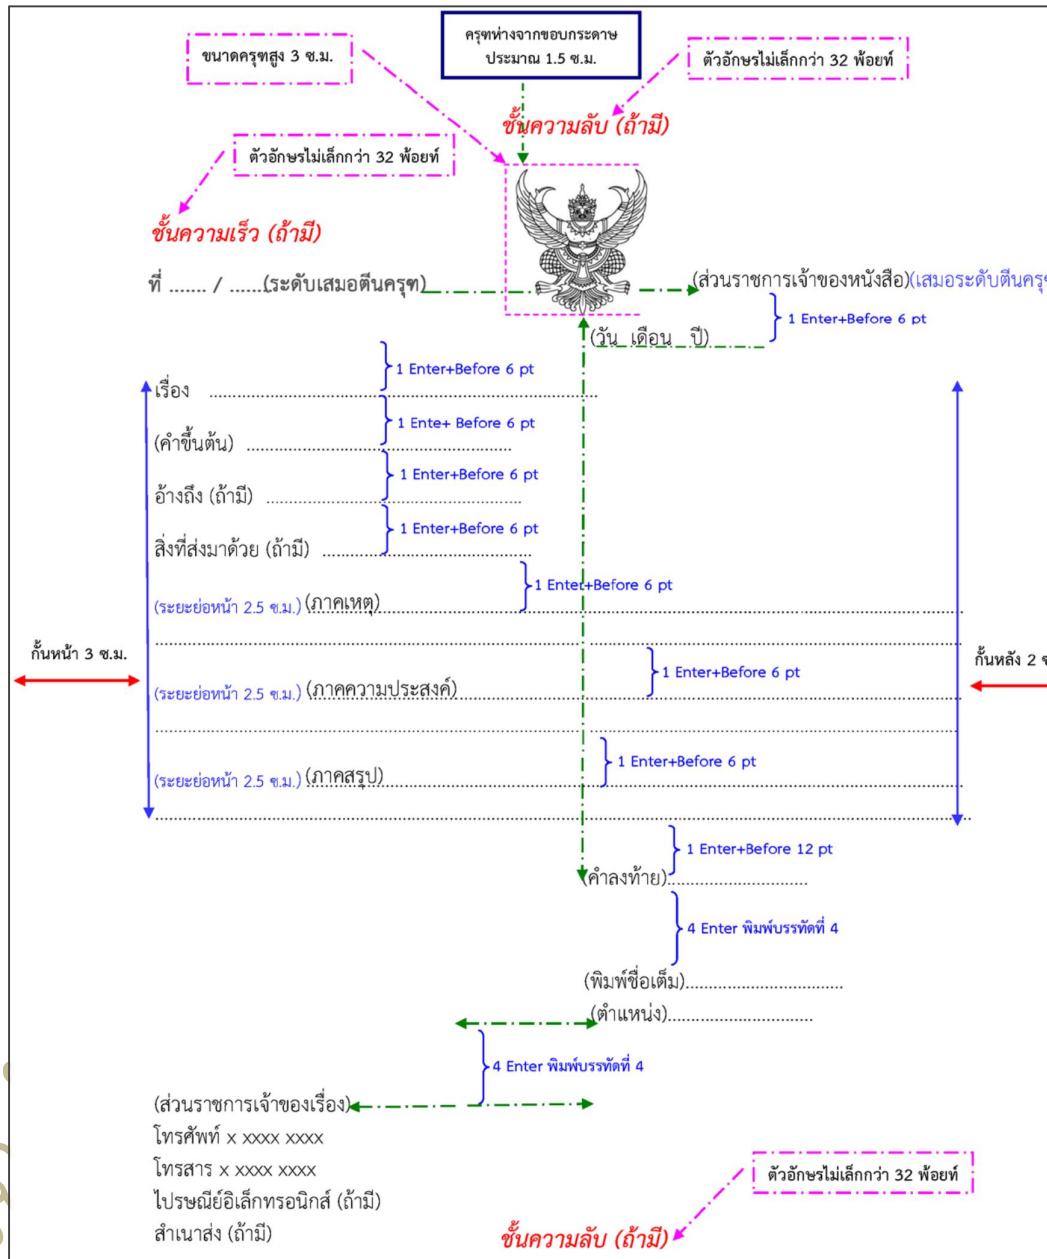 ครุฑห่างจากขอบกระดาษ
ประมาณ 1.5 ซ.ม.
ขนาดครุฑสูง 3 ซ.ม.
ตัวอักษรไม่เล็กกว่า 32 พ้อยท์
ชั้นความลับ (ถ้ามี)
ตัวอักษรไม่เล็กกว่า 32 พ้อยท์
ชั้นความเร็ว (ถ้ามี)
ที่ ....... / .......(ระดับเสมอตีนครุฑ) (ส่วนราชการเจ้าของหนังสือ)(เสมอระดับตีนครุฑ
1 Enter+Before 6 pt
(วัน เดือน ปี)
1 Enter+Before 6 pt
เรื่อง ................................................................
1 Ente+ Before 6 pt
(คำขึ้นต้น) ................................................
1 Enter+Before 6 pt
อ้างถึง (ถ้ามี) ..............................................
1 Enter+Before 6 pt
สิ่งที่ส่งมาด้วย (ถ้ามี) ......................................
1 Enter+Before 6 pt
(ระยะย่อหน้า 2.5 ซ.ม.) (ภาคเหตุ)................................................................
กั้นหน้า 3 ซ.ม.
กั้นหลัง 2 ซ
1 Enter+Before 6 pt
(ระยะย่อหน้า 2.5 ซ.ม.) (ภาคความประสงค์)................................................................
1 Enter+Before 6 pt
(ระยะย่อหน้า 2.5 ซ.ม.) (ภาคสรุป)................................................................
1 Enter+Before 12 pt
(คำลงท้าย)..............................
4 Enter พิมพ์บรรทัดที่ 4
(พิมพ์ชื่อเต็ม)..................................
(ตำแหน่ง)...............................
4 Enter พิมพ์บรรทัดที่ 4
(ส่วนราชการเจ้าของเรื่อง)
โทรศัพท์ x xxxx xxxx
โทรสาร x xxxx xxxx
ไปรษณีย์อิเล็กทรอนิกส์ (ถ้ามี)
สำเนาส่ง (ถ้ามี)
ตัวอักษรไม่เล็กกว่า 32 พ้อยท์
ชั้นความลับ (ถ้ามี)